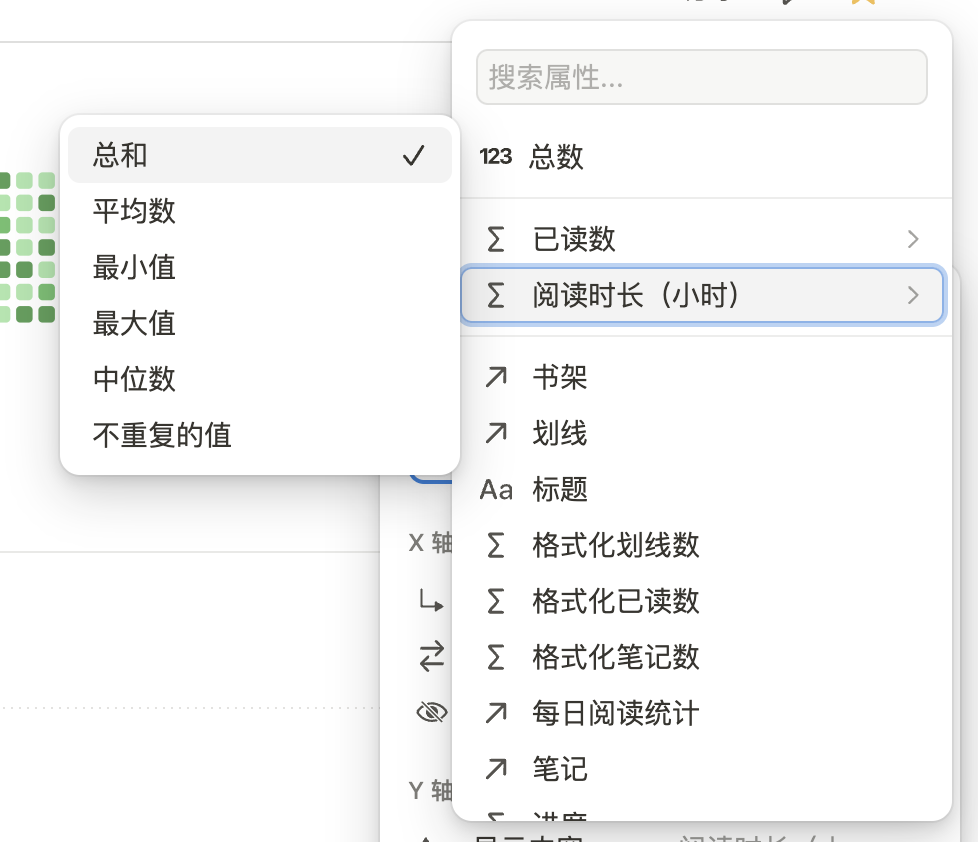 搜索属性...
123 总数
已读数
阅读时长（小时）
书架
划线
Aa 标题
格式化划线数
格式化已读数
格式化笔记数
每日阅读统计
笔记
总和
平均数
最小值
最大值
中位数
不重复的值
X 轴
Y 轴